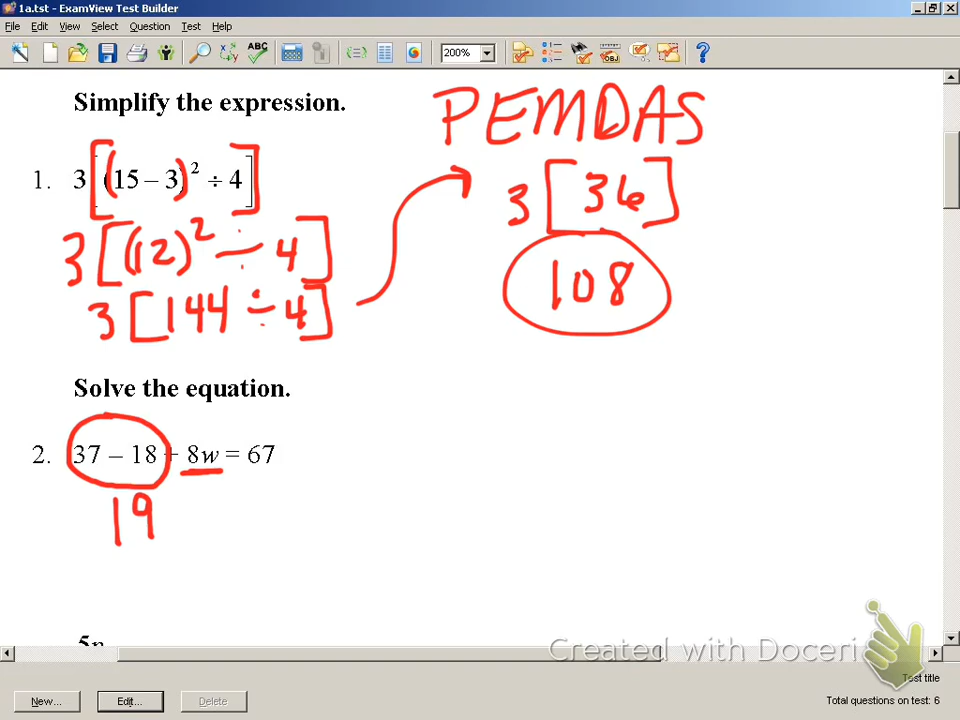 1a.tst - ExamView Test Builder
File Edit View Select Question Test Help
ABC 200% OBJ ?
Simplify the expression.
PEMDAS
1. 3[(15 – 3)² ÷ 4]
3[36]
3[(12)² ÷ 4]
108
3[144 ÷ 4]
Solve the equation.
2. 37 – 18 + 8w = 67
19
Created with Doceri
Test title
New... Edit... Delete
Total questions on test: 6